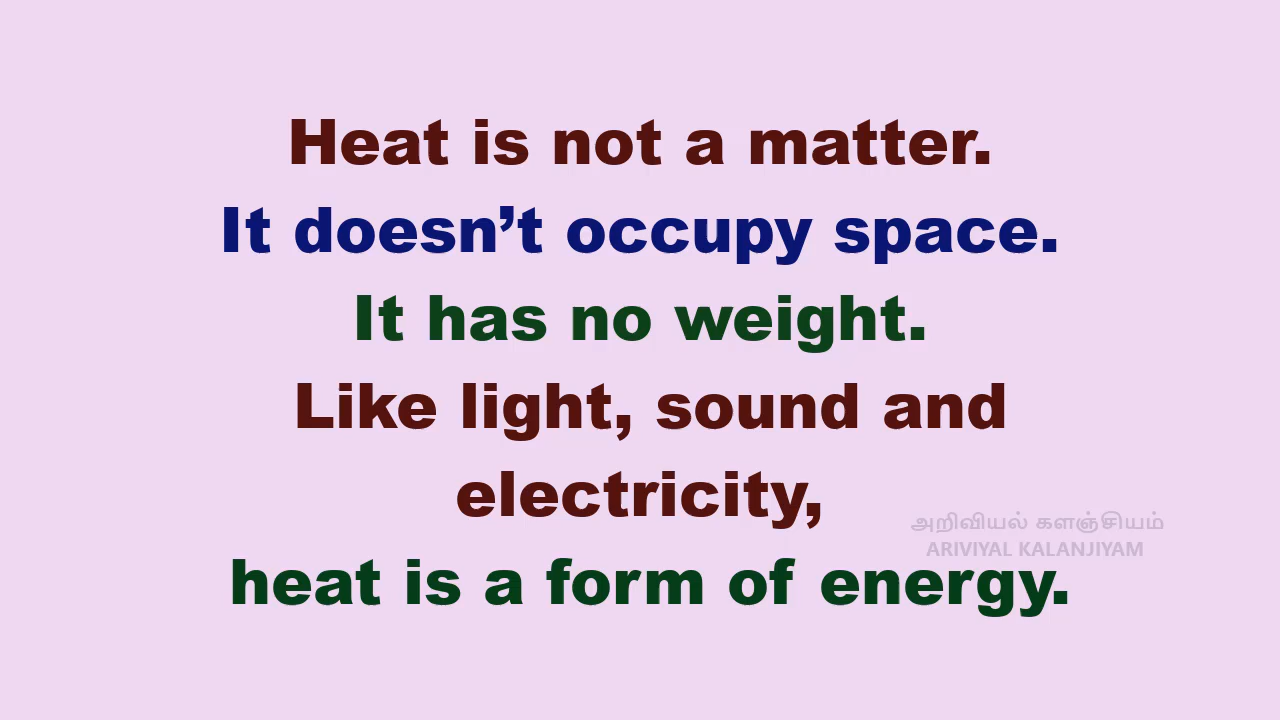 Heat is not a matter.
It doesn’t occupy space.
It has no weight.
Like light, sound and
electricity,
அறிவியல் களஞ்சியம்
ARIVIYAL KALANJIYAM
heat is a form of energy.